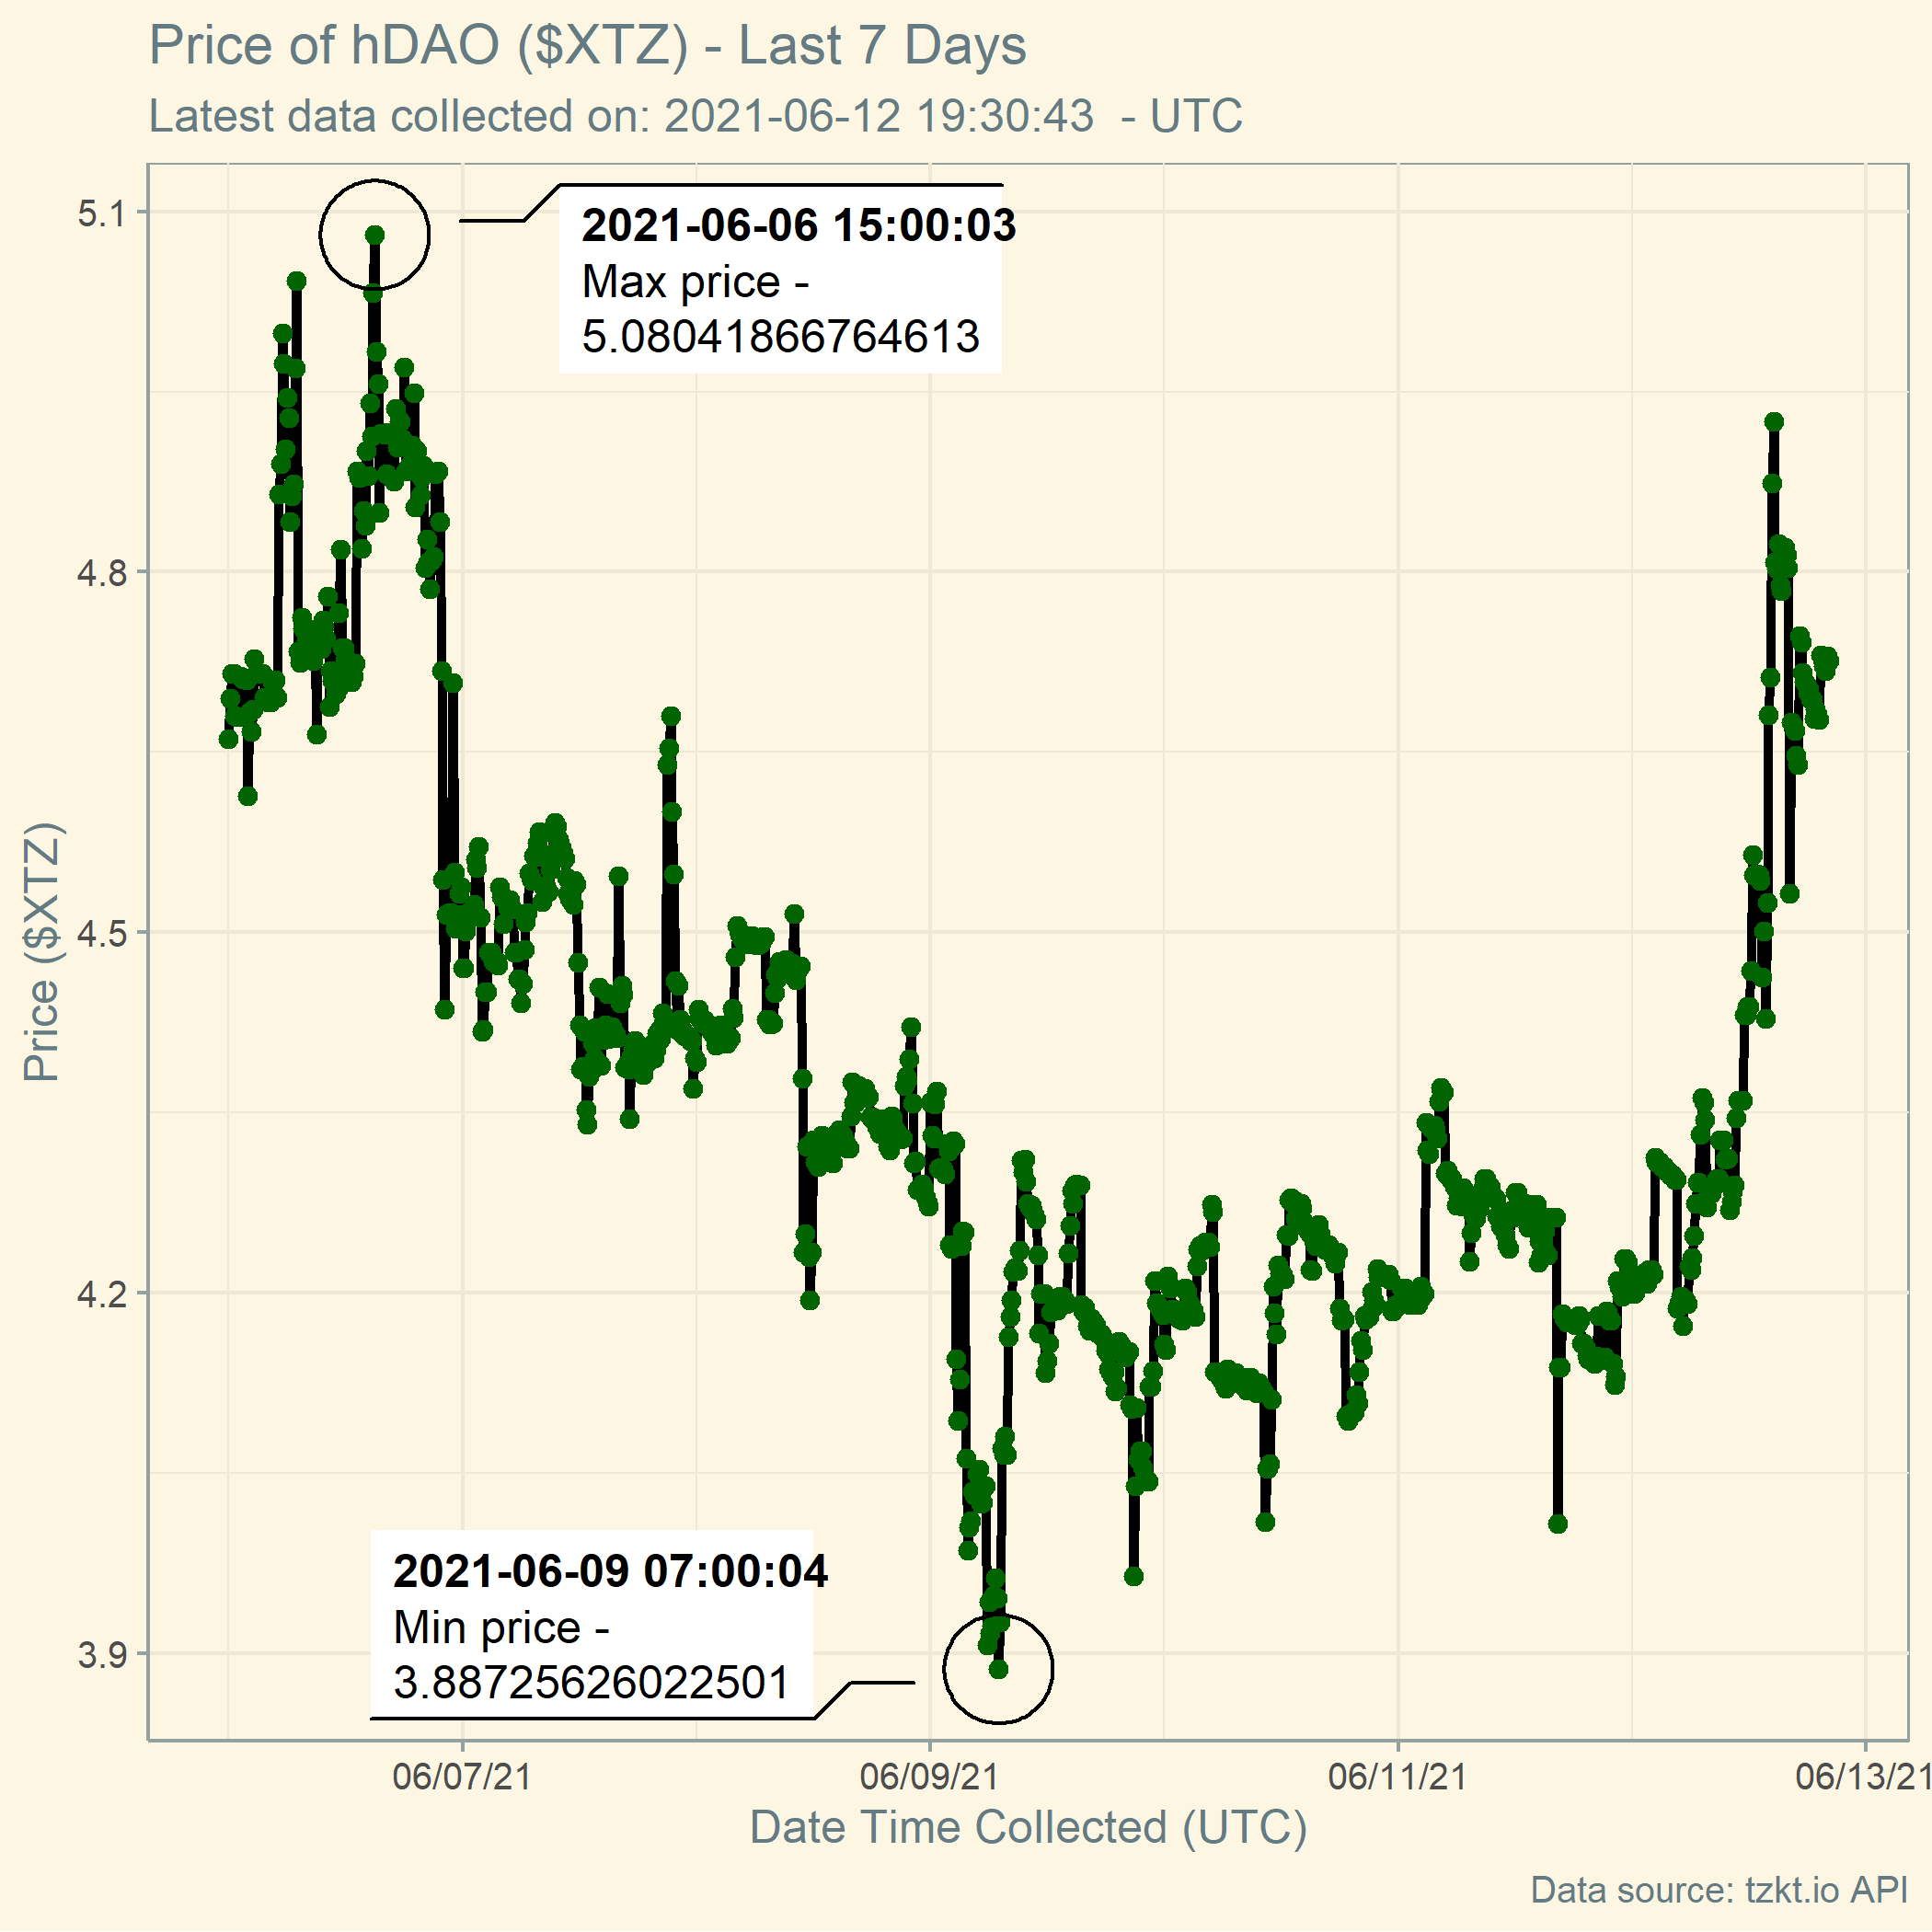 Price of hDAO ($XTZ) - Last 7 Days
Latest data collected on: 2021-06-12 19:30:43  - UTC
5.1
4.8
4.5
4.2
3.9
Price ($XTZ)
2021-06-06 15:00:03
Max price -
5.08041866764613
2021-06-09 07:00:04
Min price -
3.88725626022501
06/07/21
06/09/21
06/11/21
06/13/21
Date Time Collected (UTC)
Data source: tzkt.io API